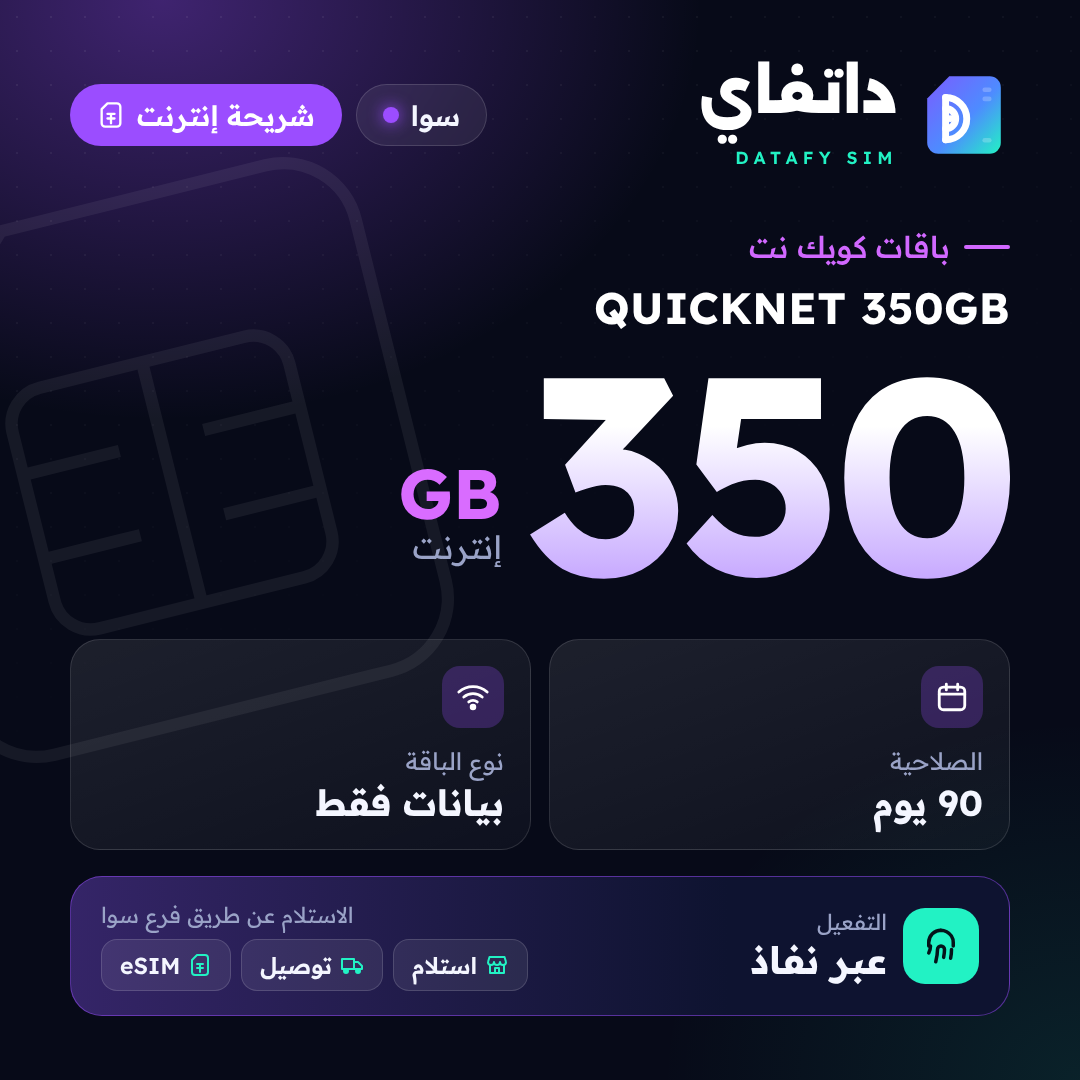 داتفاي
DATAFY SIM
سوا
شريحة إنترنت
باقات كويك نت
QUICKNET 350GB
350
GB
إنترنت
الصلاحية
90 يوم
نوع الباقة
بيانات فقط
التفعيل
عبر نفاذ
الاستلام عن طريق فرع سوا
استلام
توصيل
eSIM